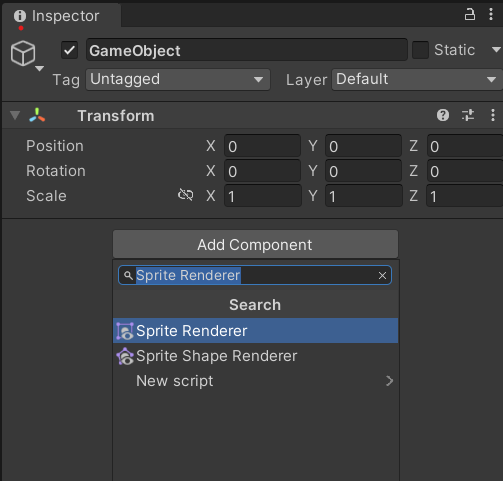 Inspector
GameObject Static
Tag Untagged Layer Default
Transform
Position X 0 Y 0 Z 0
Rotation X 0 Y 0 Z 0
Scale X 1 Y 1 Z 1
Add Component
Sprite Renderer
Search
Sprite Renderer
Sprite Shape Renderer
New script